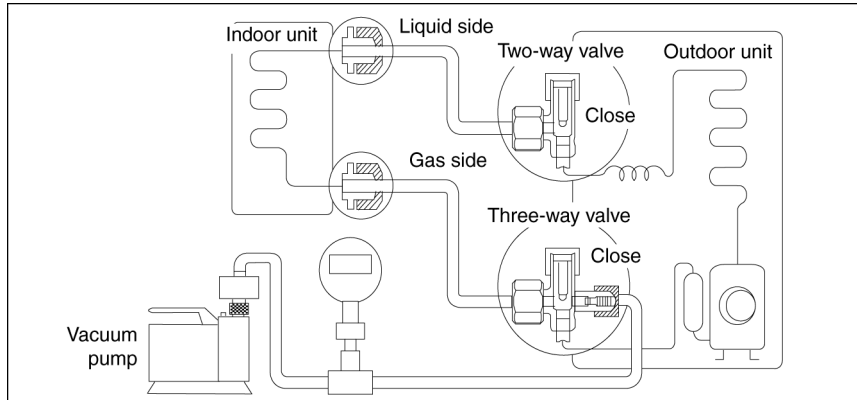 Indoor unit
Liquid side
Two-way valve
Outdoor unit
Close
Gas side
Three-way valve
Close
Vacuum
pump